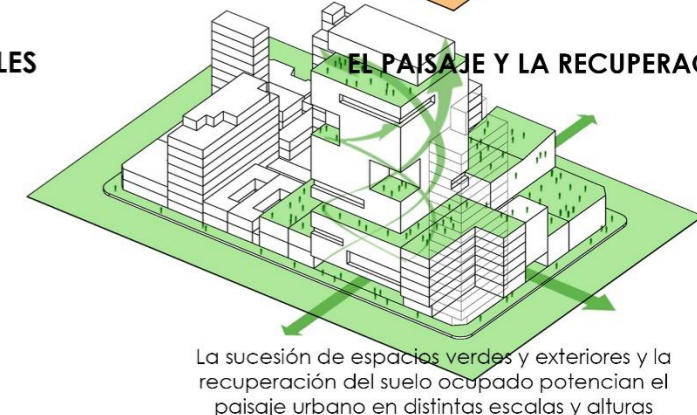 LES
EL PAISAJE Y LA RECUPERAC
La sucesión de espacios verdes y exteriores y la
recuperación del suelo ocupado potencian el
paisaje urbano en distintas escalas y alturas